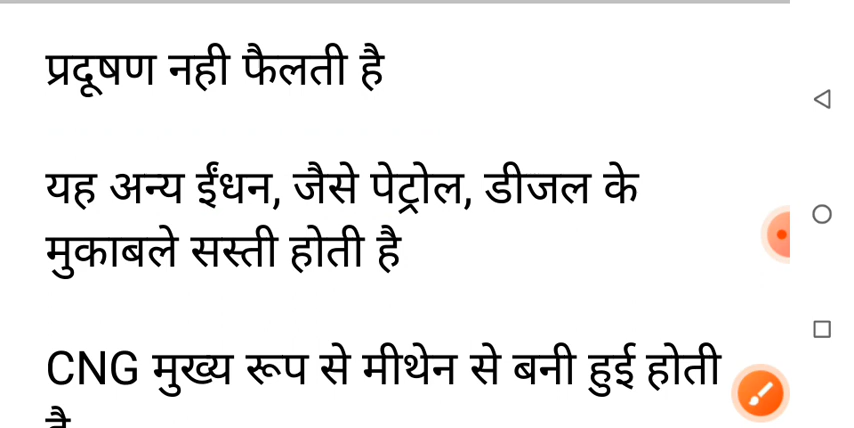 प्रदूषण नही फैलती है
यह अन्य ईंधन, जैसे पेट्रोल, डीजल के
मुकाबले सस्ती होती है
CNG मुख्य रूप से मीथेन से बनी हुई होती